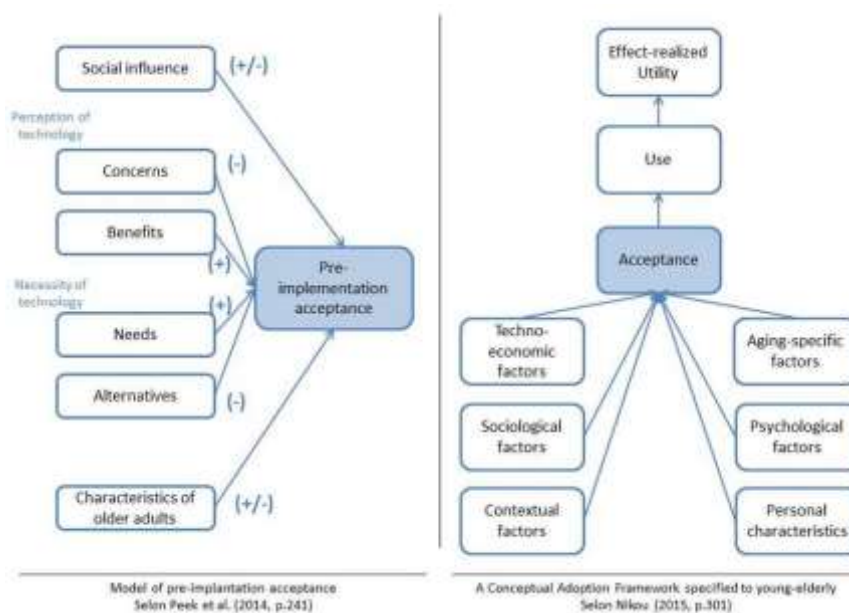 Social influence
(+/-)
Perception of
technology
Concerns
(-)
Benefits
(+)
Pre-
implementation
acceptance
Necessity of
technology
(+)
Needs
Alternatives
(-)
Characteristics of
older adults
(+/-)
Model of pre-implantation acceptance
Selon Peek et al. (2014, p.241)
Effect-realized
Utility
Use
Acceptance
Techno-
economic
factors
Aging-specific
factors
Sociological
factors
Psychological
factors
Contextual
factors
Personal
characteristics
A Conceptual Adoption Framework specified to young-elderly
Selon Nikou (2015, p.301)